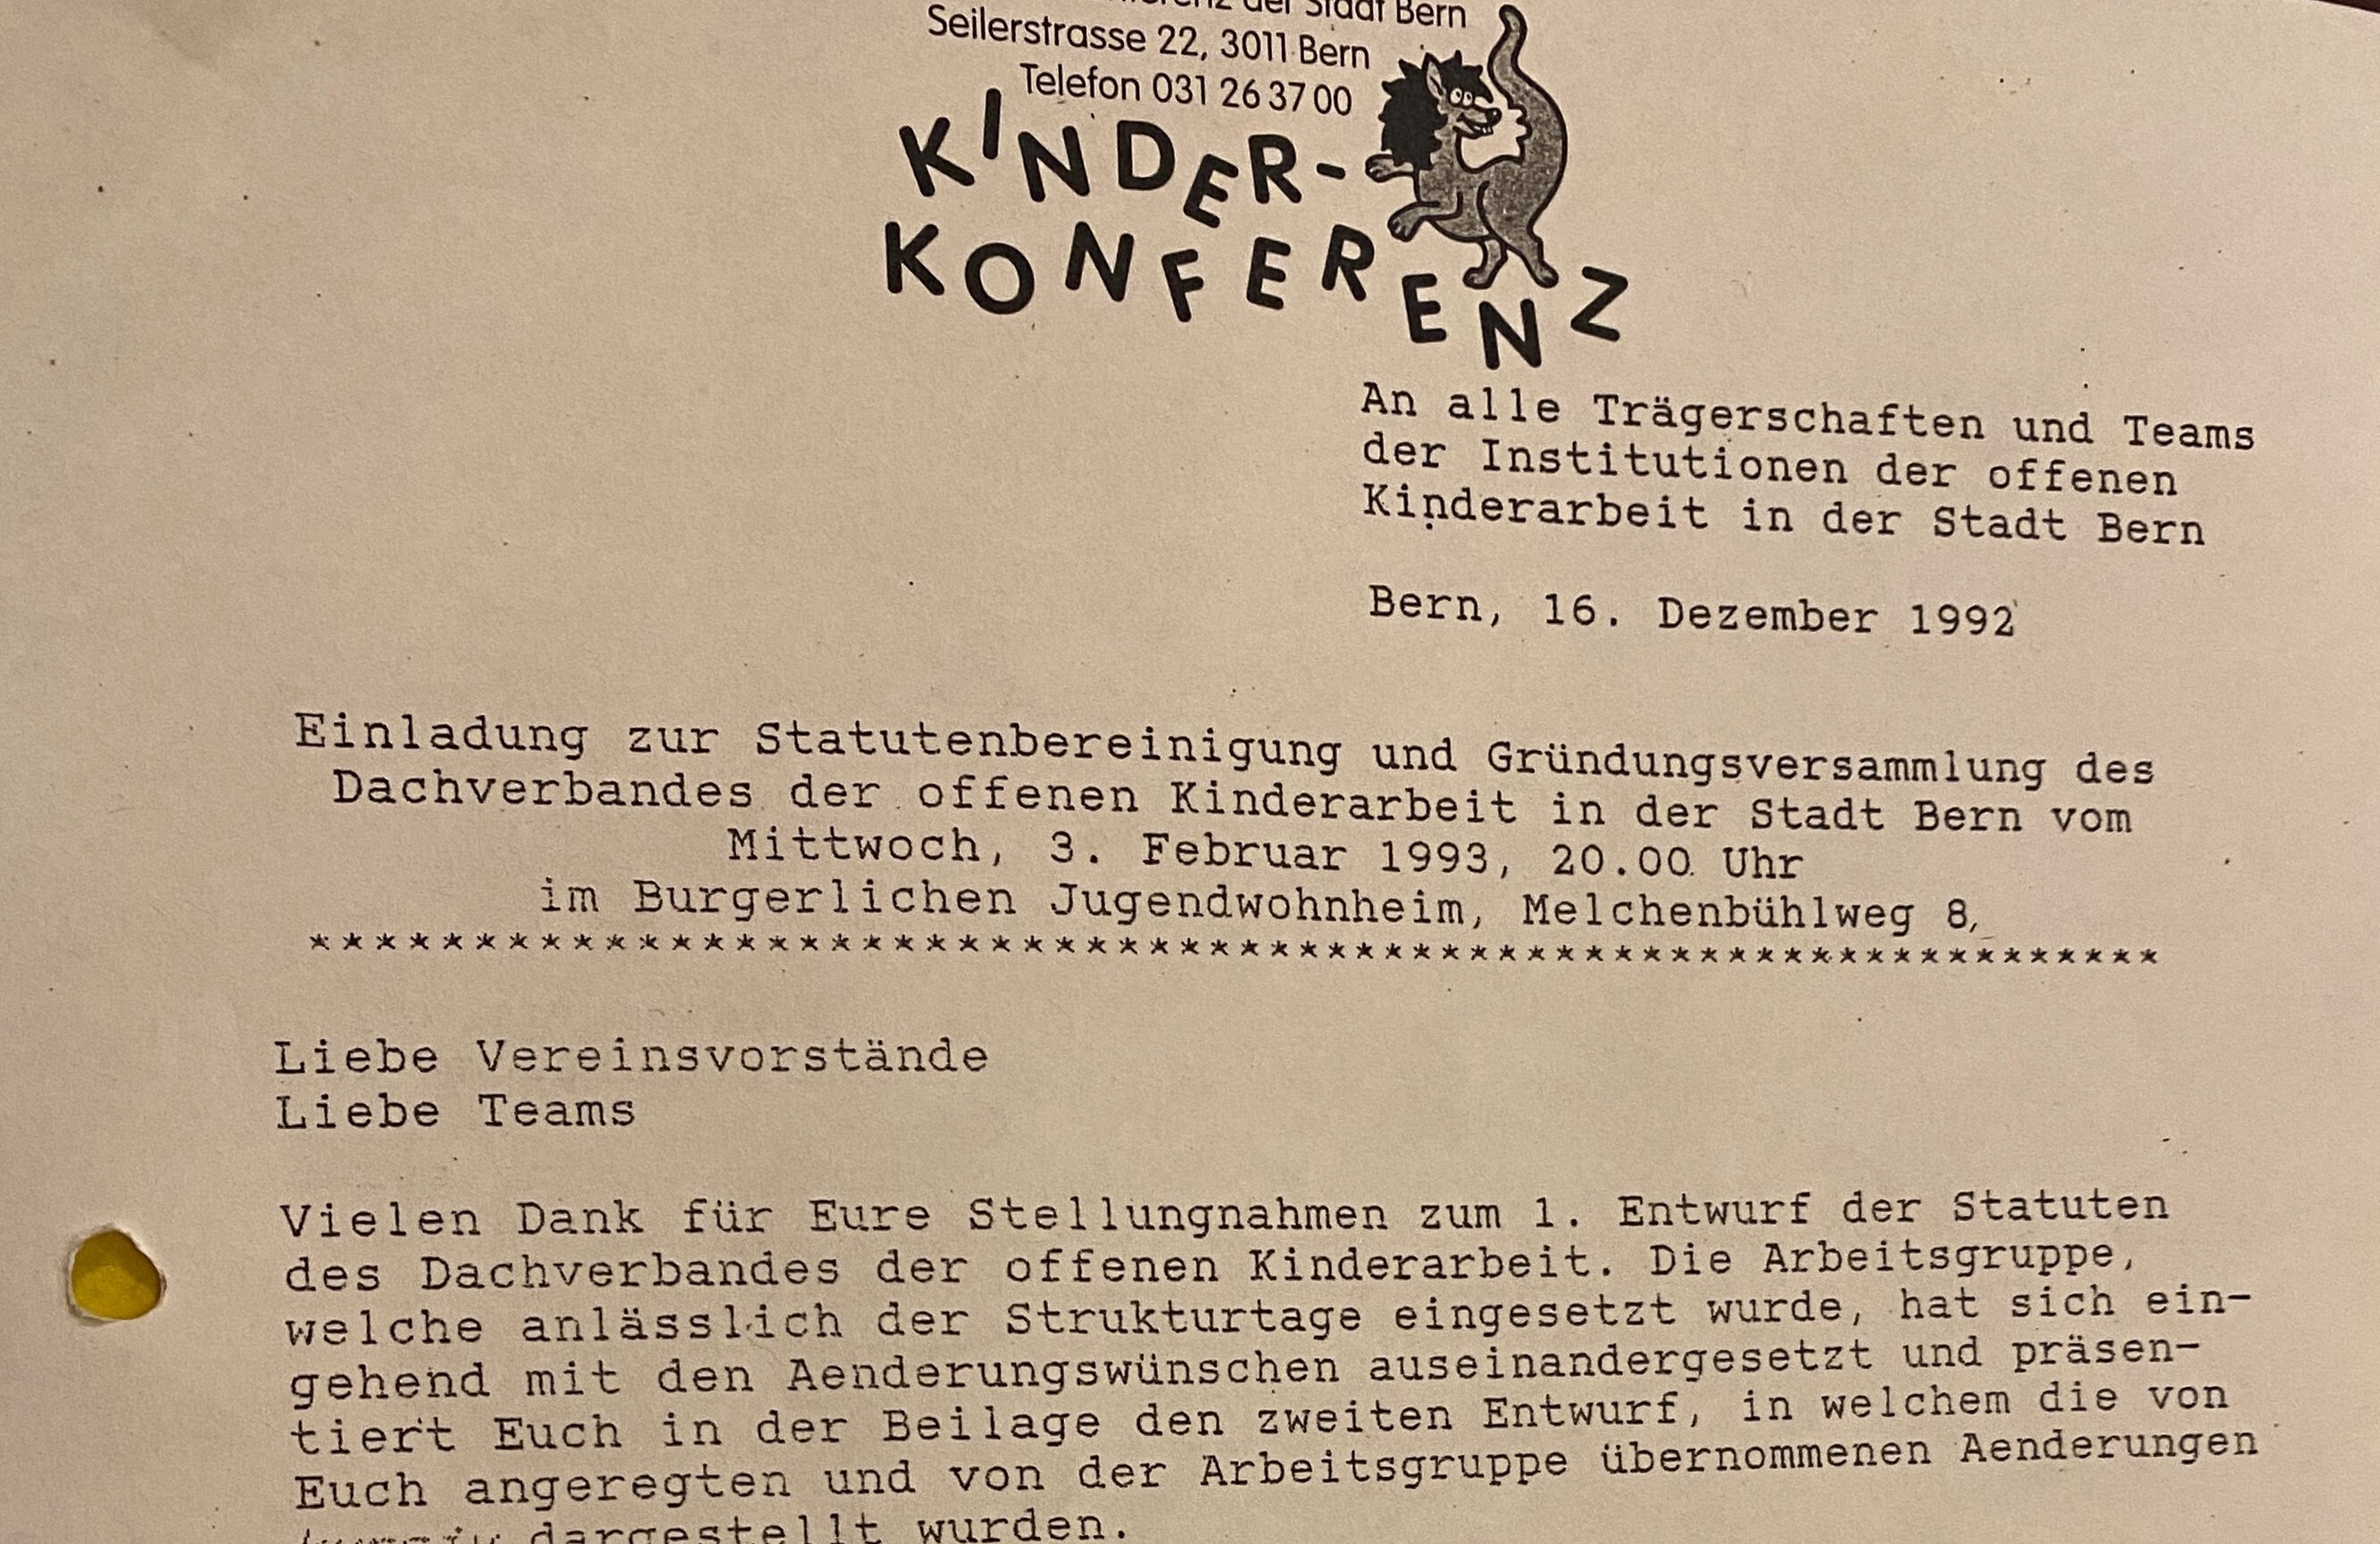 der Stadt Bern
Seilerstrasse 22, 3011 Bern
Telefon 031 26 37 00
KINDER-
KONFERENZ
An alle Trägerschaften und Teams
der Institutionen der offenen
Kinderarbeit in der Stadt Bern
Bern, 16. Dezember 1992
Einladung zur Statutenbereinigung und Gründungsversammlung des
Dachverbandes der offenen Kinderarbeit in der Stadt Bern vom
Mittwoch, 3. Februar 1993, 20.00 Uhr
im Burgerlichen Jugendwohnheim, Melchenbühlweg 8,
Liebe Vereinsvorstände
Liebe Teams
Vielen Dank für Eure Stellungnahmen zum 1. Entwurf der Statuten
des Dachverbandes der offenen Kinderarbeit. Die Arbeitsgruppe,
welche anlässlich der Strukturtage eingesetzt wurde, hat sich ein-
gehend mit den Aenderungswünschen auseinandergesetzt und präsen-
tiert Euch in der Beilage den zweiten Entwurf, in welchem die von
Euch angeregten und von der Arbeitsgruppe übernommenen Aenderungen
dargestellt wurden.